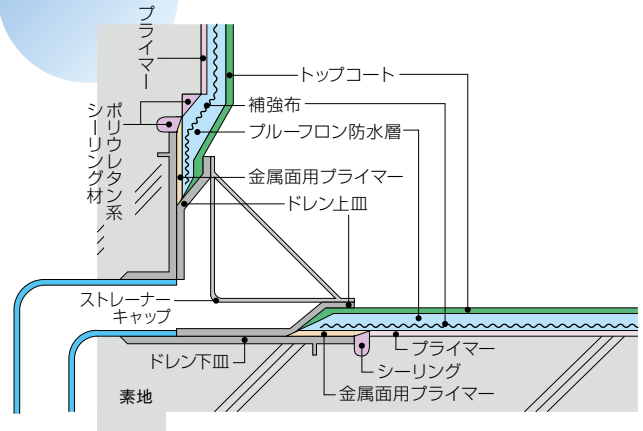 プライマー
トップコート
補強布
プルーフロン防水層
ポリウレタン系
シーリング材
金属面用プライマー
ドレン上皿
ストレーナー
キャップ
ドレン下皿
プライマー
シーリング
金属面用プライマー
素地